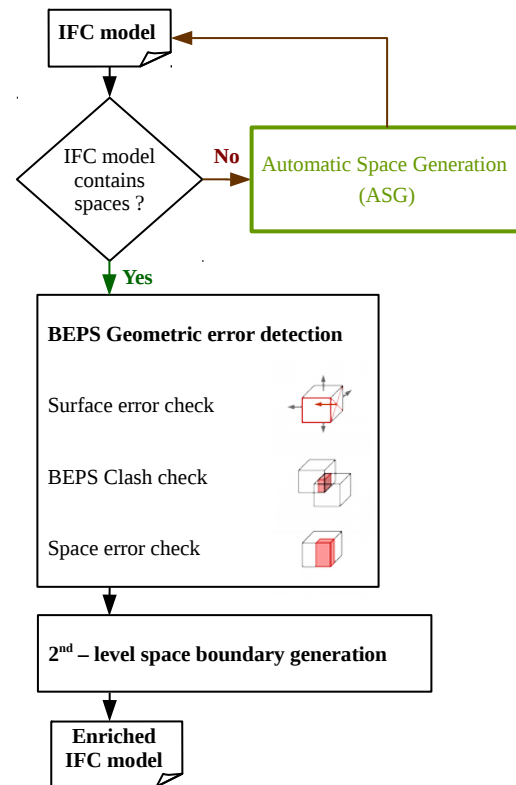 IFC model
IFC model
contains
spaces ?
No
Automatic Space Generation
(ASG)
Yes
BEPS Geometric error detection
Surface error check
BEPS Clash check
Space error check
2nd – level space boundary generation
Enriched
IFC model